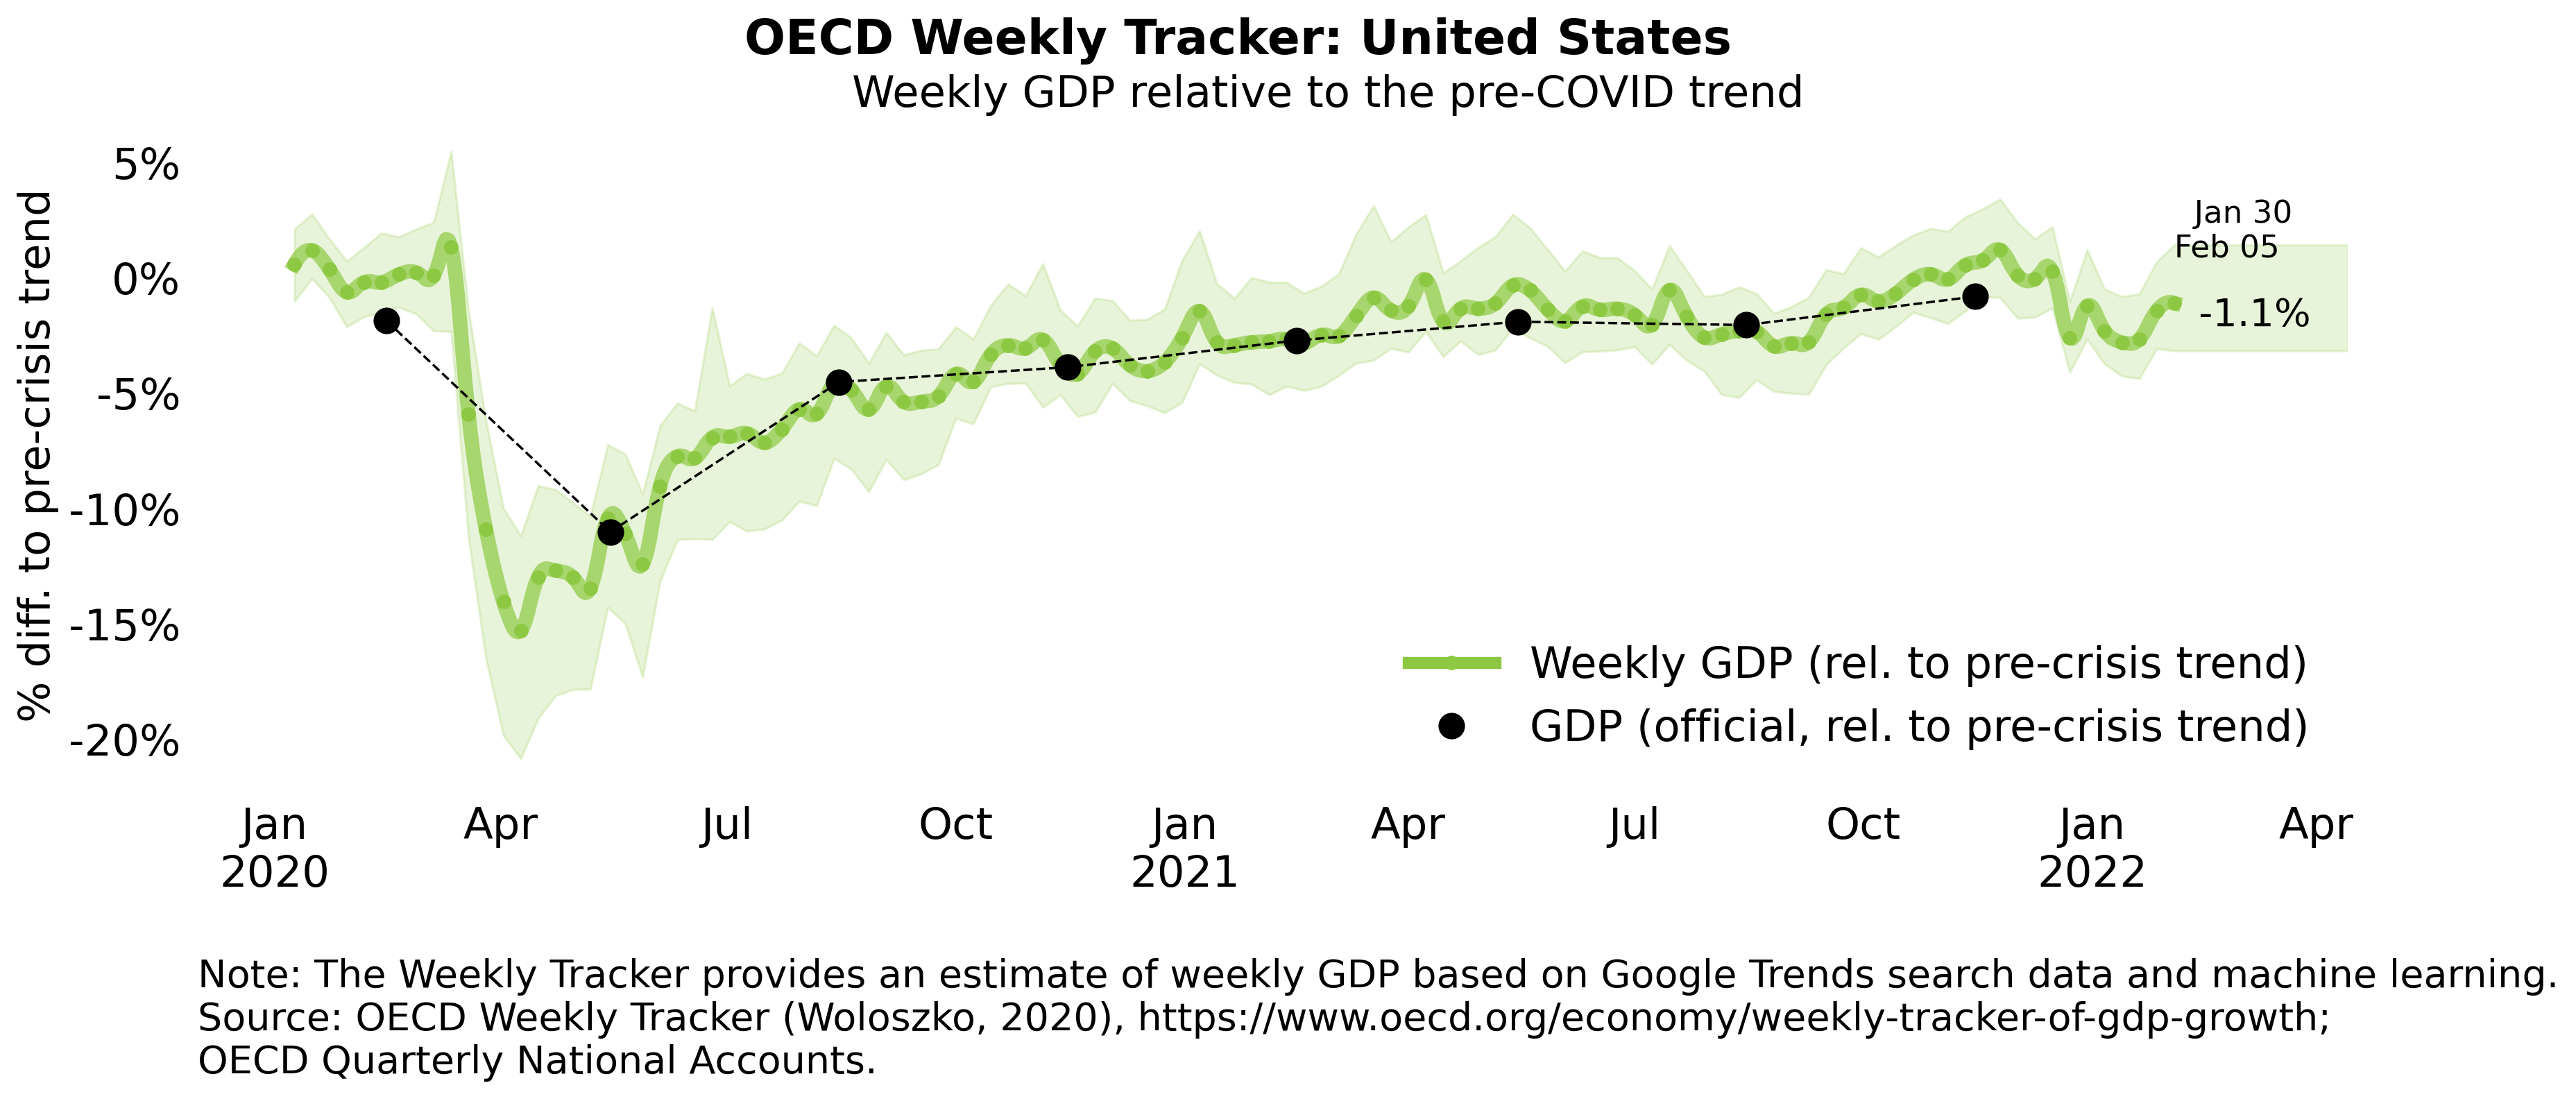 OECD Weekly Tracker: United States
Weekly GDP relative to the pre-COVID trend
% diff. to pre-crisis trend
5%
0%
-5%
-10%
-15%
-20%
Jan 30
Feb 05
-1.1%
Weekly GDP (rel. to pre-crisis trend)
GDP (official, rel. to pre-crisis trend)
Jan Apr Jul Oct Jan Apr Jul Oct Jan Apr
2020 2021 2022
Note: The Weekly Tracker provides an estimate of weekly GDP based on Google Trends search data and machine learning.
Source: OECD Weekly Tracker (Woloszko, 2020), https://www.oecd.org/economy/weekly-tracker-of-gdp-growth;
OECD Quarterly National Accounts.